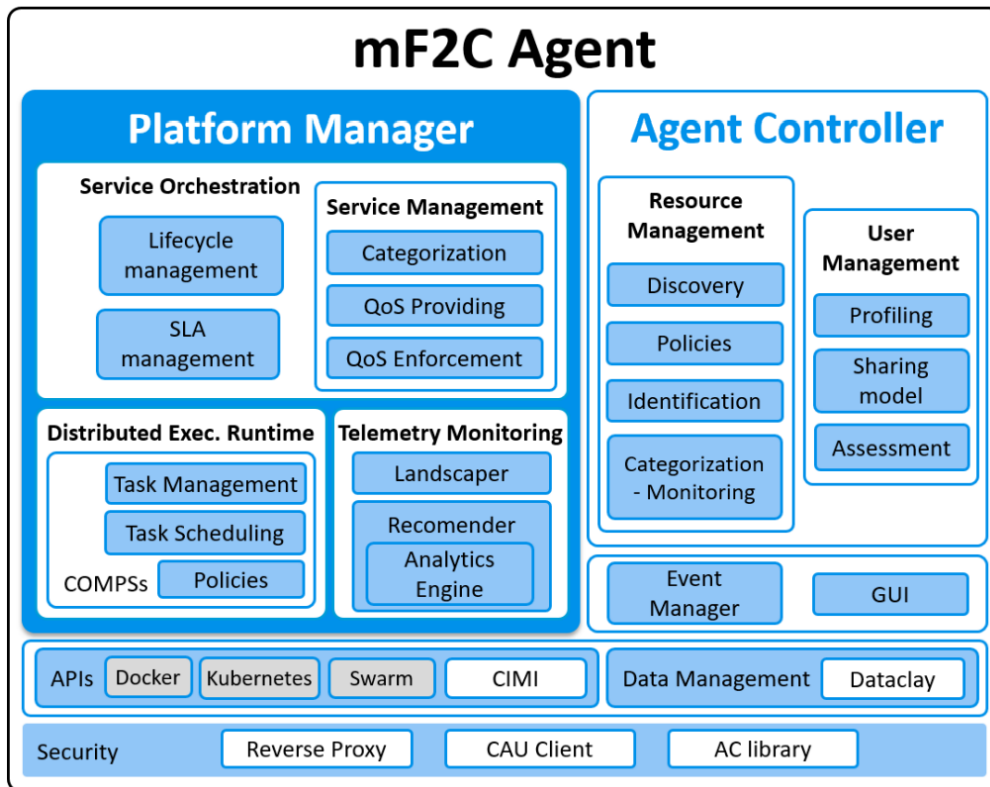 mF2C Agent
Platform Manager
Service Orchestration
Lifecycle
management
SLA
management
Service Management
Categorization
QoS Providing
QoS Enforcement
Distributed Exec. Runtime
Task Management
Task Scheduling
COMPSs
Policies
Telemetry Monitoring
Landscaper
Recomender
Analytics
Engine
Agent Controller
Resource
Management
Discovery
Policies
Identification
Categorization
- Monitoring
User
Management
Profiling
Sharing
model
Assessment
Event
Manager
GUI
APIs
Docker
Kubernetes
Swarm
CIMI
Data Management
Dataclay
Security
Reverse Proxy
CAU Client
AC library